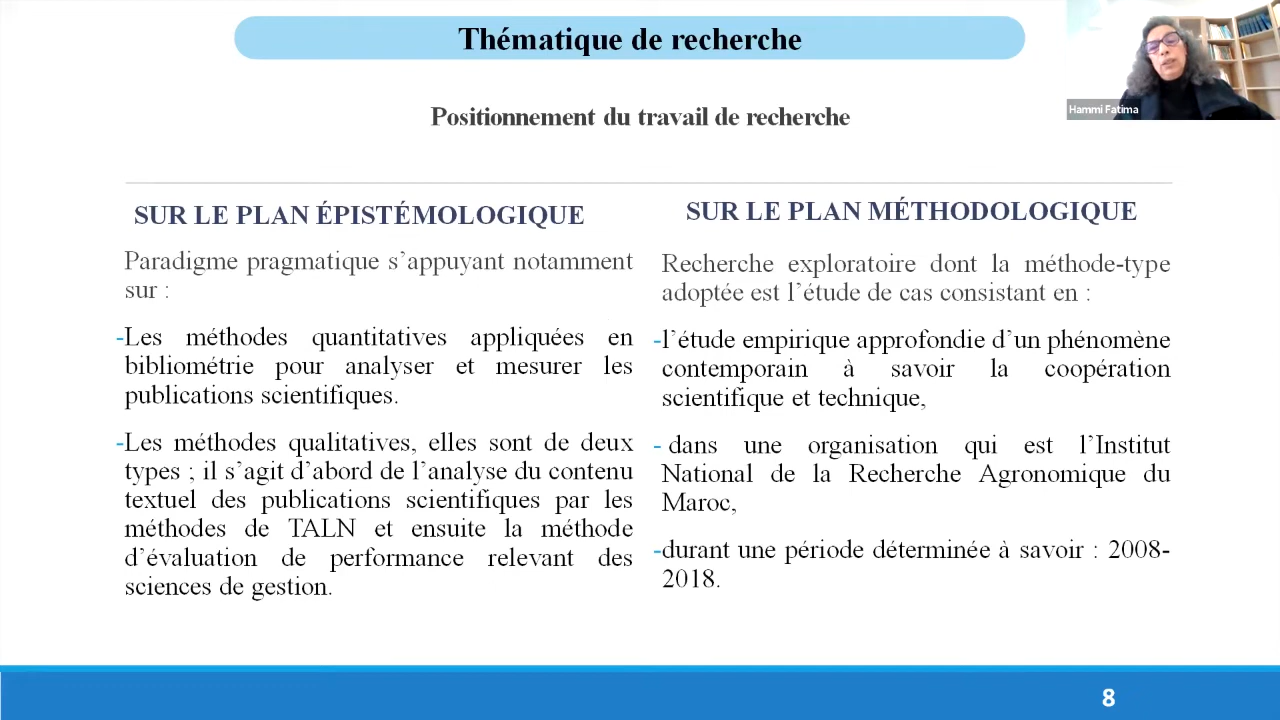 Thématique de recherche
Hammi Fatima
Positionnement du travail de recherche
SUR LE PLAN ÉPISTÉMOLOGIQUE
Paradigme pragmatique s’appuyant notamment
sur :
-Les méthodes quantitatives appliquées en
bibliométrie pour analyser et mesurer les
publications scientifiques.
-Les méthodes qualitatives, elles sont de deux
types ; il s’agit d’abord de l’analyse du contenu
textuel des publications scientifiques par les
méthodes de TALN et ensuite la méthode
d’évaluation de performance relevant des
sciences de gestion.
SUR LE PLAN MÉTHODOLOGIQUE
Recherche exploratoire dont la méthode-type
adoptée est l’étude de cas consistant en :
-l’étude empirique approfondie d’un phénomène
contemporain à savoir la coopération
scientifique et technique,
- dans une organisation qui est l’Institut
National de la Recherche Agronomique du
Maroc,
-durant une période déterminée à savoir : 2008-
2018.
8